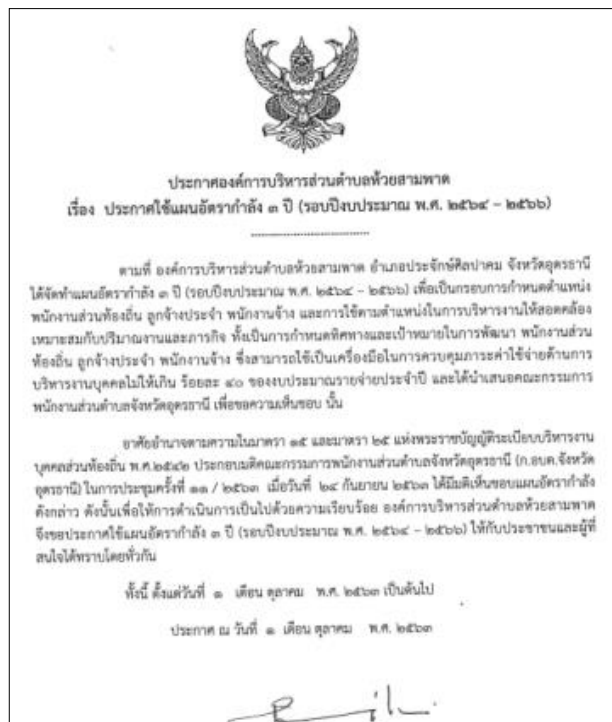 ประกาศองค์การบริหารส่วนตำบลห้วยสามพาด
เรื่อง ประกาศใช้แผนอัตรากำลัง ๓ ปี (รอบปีงบประมาณ พ.ศ. ๒๕๖๔ – ๒๕๖๖)
ตามที่ องค์การบริหารส่วนตำบลห้วยสามพาด อำเภอประจักษ์ศิลปาคม จังหวัดอุดรธานี
ได้จัดทำแผนอัตรากำลัง ๓ ปี (รอบปีงบประมาณ พ.ศ. ๒๕๖๔ – ๒๕๖๖) เพื่อเป็นกรอบการกำหนดตำแหน่ง
พนักงานส่วนท้องถิ่น ลูกจ้างประจำ พนักงานจ้าง และการใช้ตามตำแหน่งในการบริหารงานให้สอดคล้อง
เหมาะสมกับปริมาณงานและภารกิจ ทั้งเป็นการกำหนดทิศทางและเป้าหมายในการพัฒนา พนักงานส่วน
ท้องถิ่น ลูกจ้างประจำ พนักงานจ้าง ซึ่งสามารถใช้เป็นเครื่องมือในการควบคุมภาระค่าใช้จ่ายด้านการ
บริหารงานบุคคลไม่ให้เกิน ร้อยละ ๔๐ ของงบประมาณรายจ่ายประจำปี และได้นำเสนอคณะกรรมการ
พนักงานส่วนตำบลจังหวัดอุดรธานี เพื่อขอความเห็นชอบ นั้น
อาศัยอำนาจตามความในมาตรา ๑๕ และมาตรา ๒๕ แห่งพระราชบัญญัติระเบียบบริหารงาน
บุคคลส่วนท้องถิ่น พ.ศ.๒๕๔๒ ประกอบมติคณะกรรมการพนักงานส่วนตำบลจังหวัดอุดรธานี (ก.อบต.จังหวัด
อุดรธานี) ในการประชุมครั้งที่ ๑๑ / ๒๕๖๓ เมื่อวันที่ ๒๔ กันยายน ๒๕๖๓ ได้มีมติเห็นชอบแผนอัตรากำลัง
ดังกล่าว ดังนั้นเพื่อให้การดำเนินการเป็นไปด้วยความเรียบร้อย องค์การบริหารส่วนตำบลห้วยสามพาด
จึงขอประกาศใช้แผนอัตรากำลัง ๓ ปี (รอบปีงบประมาณ พ.ศ. ๒๕๖๔ – ๒๕๖๖) ให้กับประชาชนและผู้ที่
สนใจได้ทราบโดยทั่วกัน
ทั้งนี้ ตั้งแต่วันที่ ๑ เดือน ตุลาคม พ.ศ. ๒๕๖๓ เป็นต้นไป
ประกาศ ณ วันที่ ๑ เดือน ตุลาคม พ.ศ. ๒๕๖๓